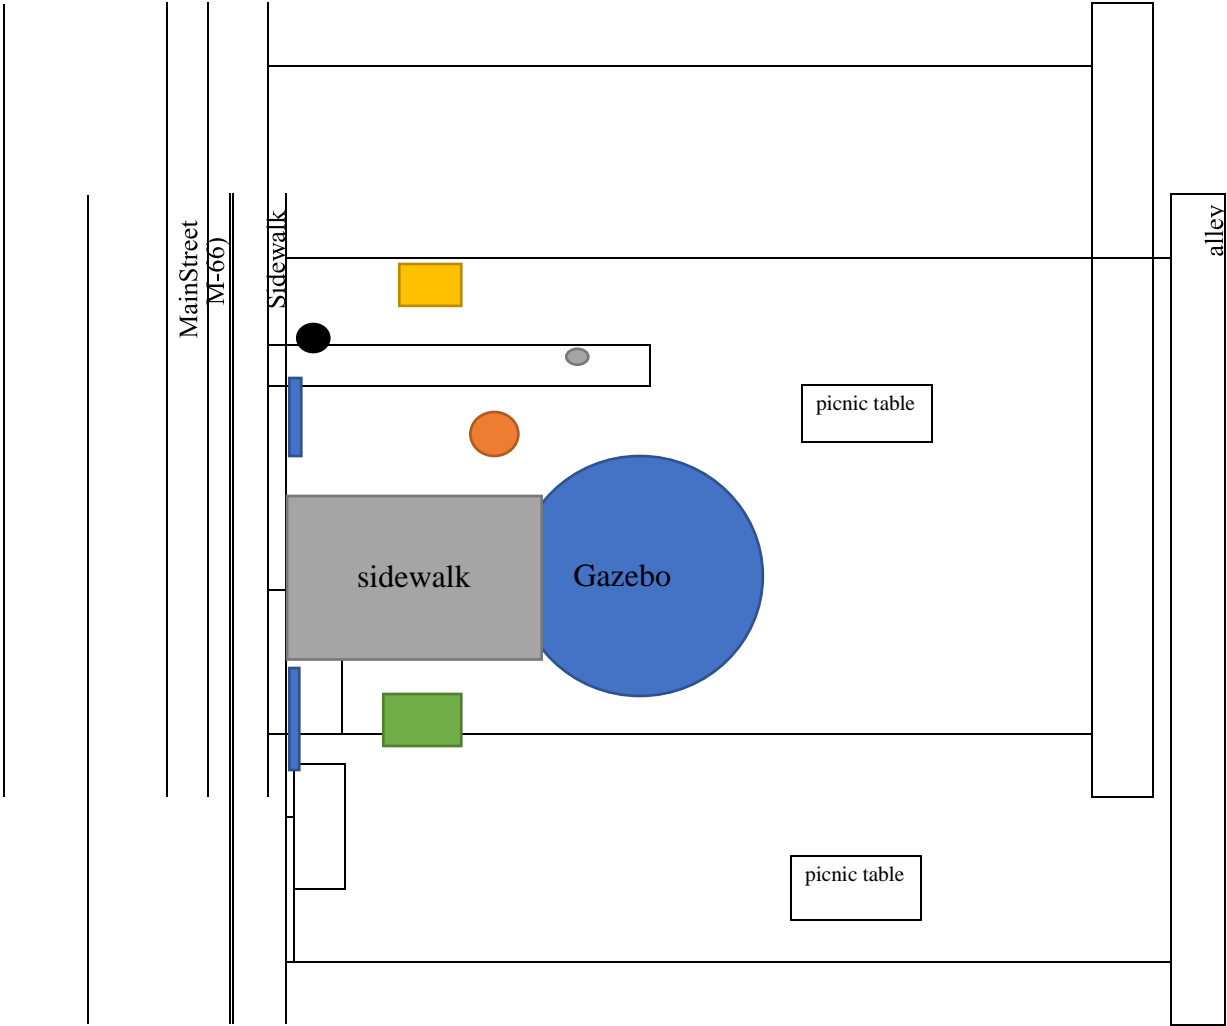 MainStreet
M-66)
Sidewalk
alley
picnic table
sidewalk
Gazebo
picnic table